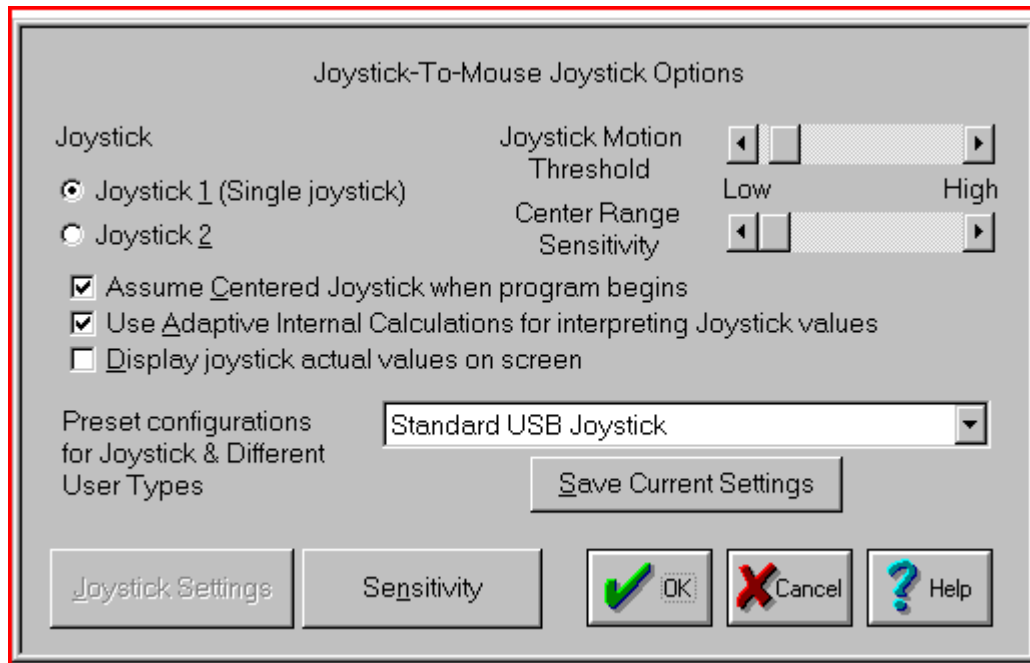 Joystick-To-Mouse Joystick Options
Joystick
Joystick 1 (Single joystick)
Joystick 2
Joystick Motion
Threshold
Low High
Center Range
Sensitivity
Assume Centered Joystick when program begins
Use Adaptive Internal Calculations for interpreting Joystick values
Display joystick actual values on screen
Preset configurations
for Joystick & Different
User Types
Standard USB Joystick
Save Current Settings
Joystick Settings
Sensitivity
OK
Cancel
Help